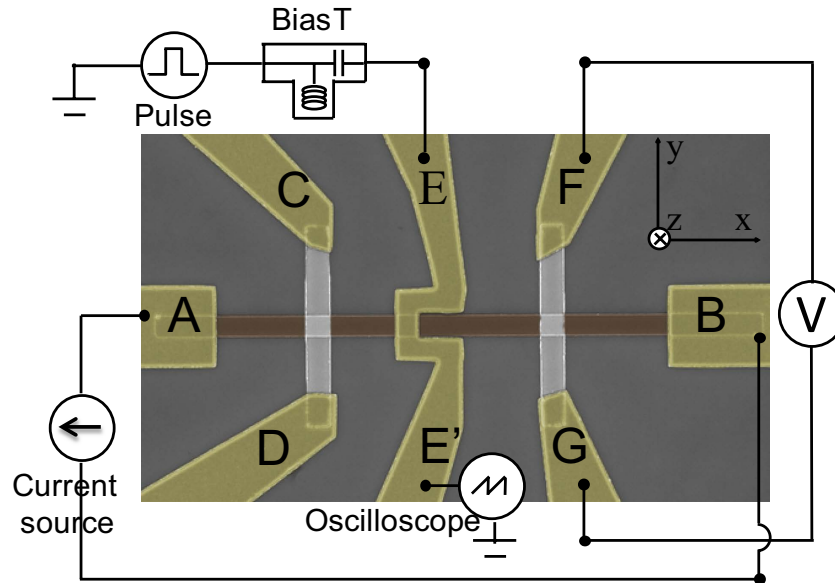 BiasT
Pulse
C
E
F
y
z
x
A
B
V
D
E’
G
Current
source
Oscilloscope